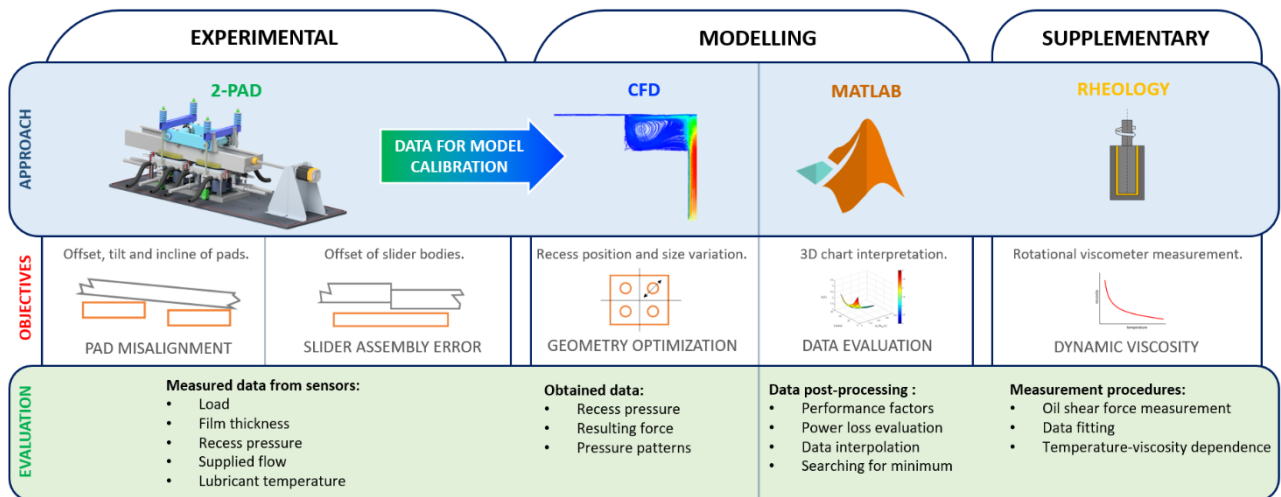 EXPERIMENTAL
MODELLING
SUPPLEMENTARY
APPROACH
2-PAD
DATA FOR MODEL
CALIBRATION
CFD
MATLAB
RHEOLOGY
OBJECTIVES
Offset, tilt and incline of pads.
PAD MISALIGNMENT
Offset of slider bodies.
SLIDER ASSEMBLY ERROR
Recess position and size variation.
GEOMETRY OPTIMIZATION
3D chart interpretation.
DATA EVALUATION
Rotational viscometer measurement.
viscosity
temperature
DYNAMIC VISCOSITY
EVALUATION
Measured data from sensors:
• Load
• Film thickness
• Recess pressure
• Supplied flow
• Lubricant temperature
Obtained data:
• Recess pressure
• Resulting force
• Pressure patterns
Data post-processing :
• Performance factors
• Power loss evaluation
• Data interpolation
• Searching for minimum
Measurement procedures:
• Oil shear force measurement
• Data fitting
• Temperature-viscosity dependence